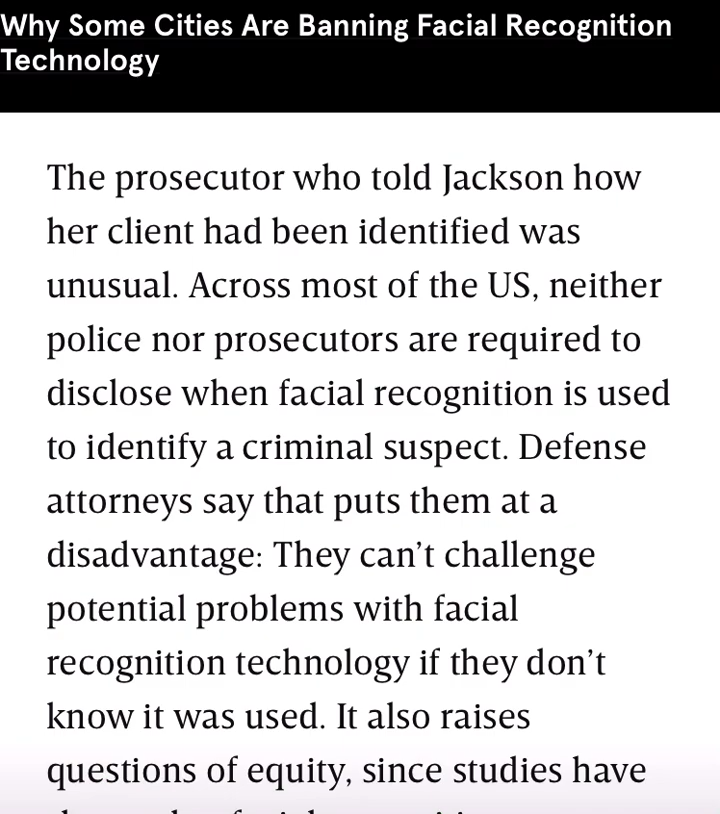 Why Some Cities Are Banning Facial Recognition
Technology
The prosecutor who told Jackson how
her client had been identified was
unusual. Across most of the US, neither
police nor prosecutors are required to
disclose when facial recognition is used
to identify a criminal suspect. Defense
attorneys say that puts them at a
disadvantage: They can’t challenge
potential problems with facial
recognition technology if they don’t
know it was used. It also raises
questions of equity, since studies have